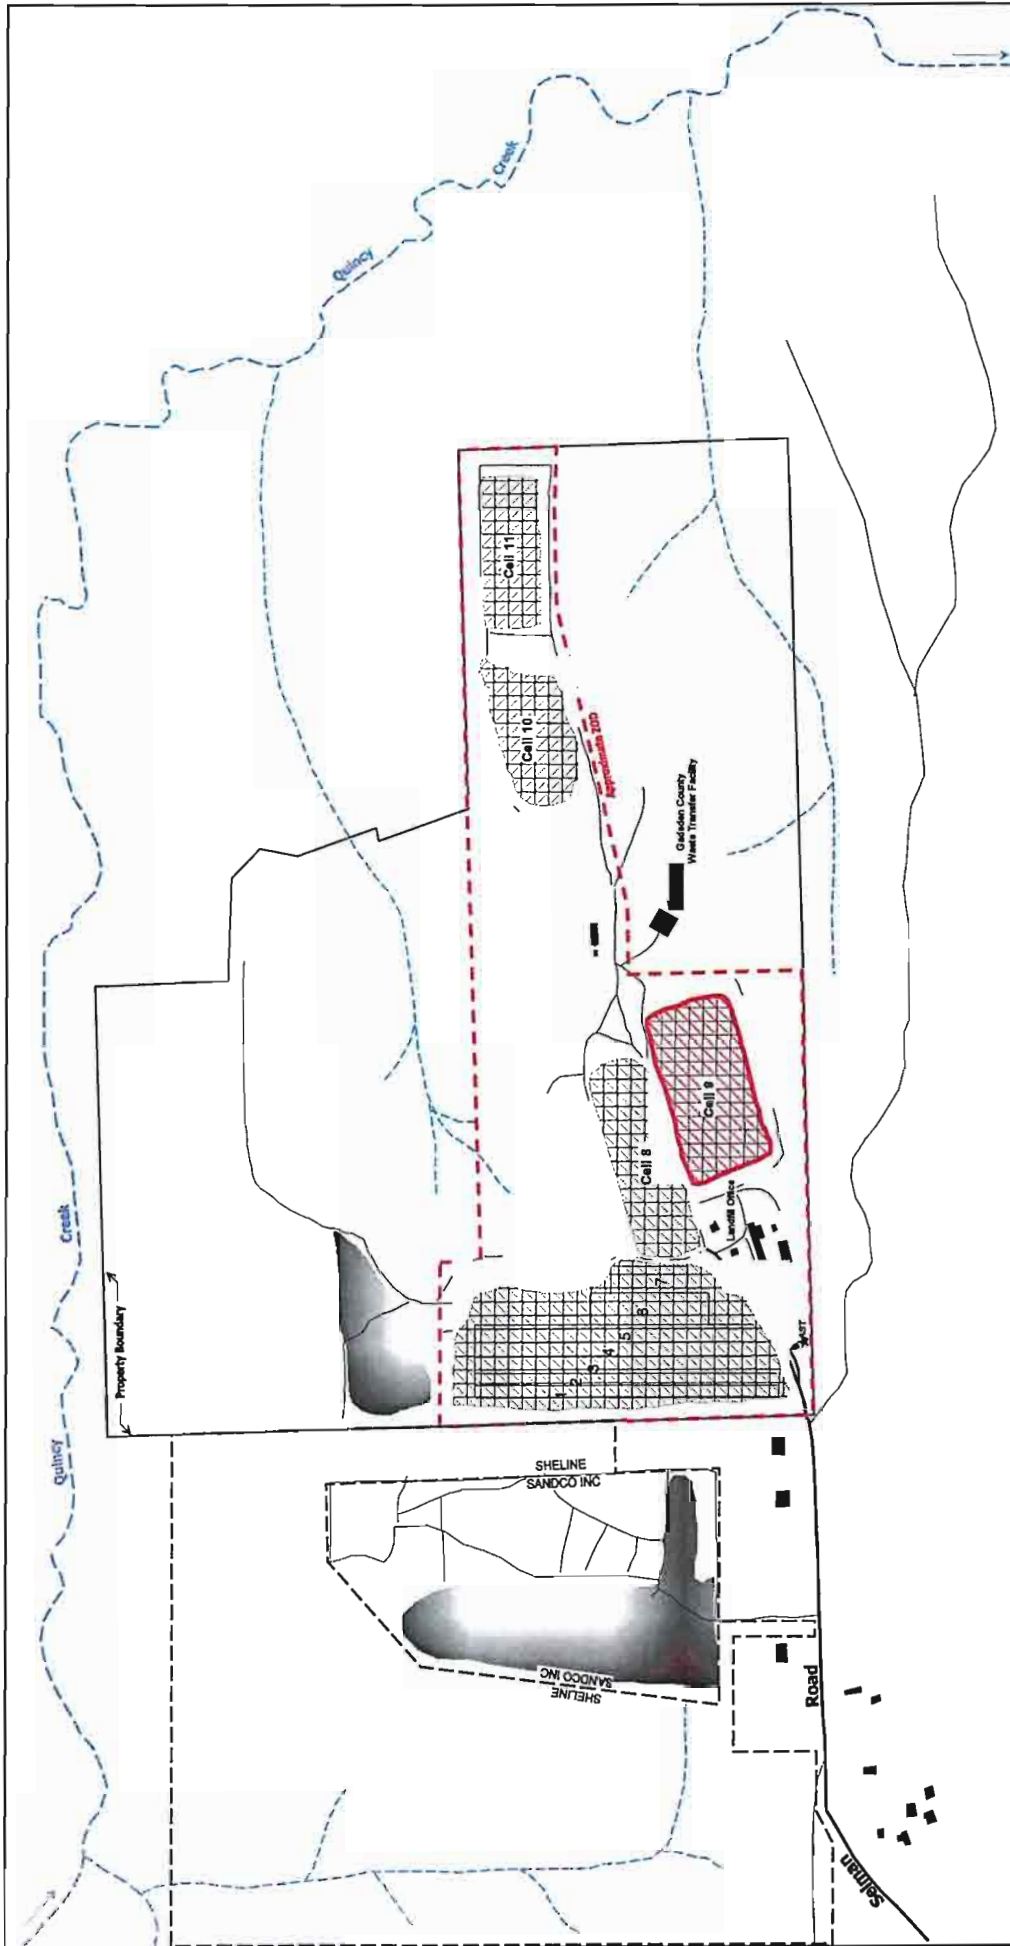 Quincy
Creek
Quincy
Creek
Property Boundary
Quincy
Cell 11
Cell 10
Approximate ZOD
Gadsden County
Waste Transfer Facility
Cell 9
Cell 8
Landfill Office
7
6
5
4
3
2
1
SHELINE
SANDCO INC
SANDCO INC
SHELINE
Road
Selman